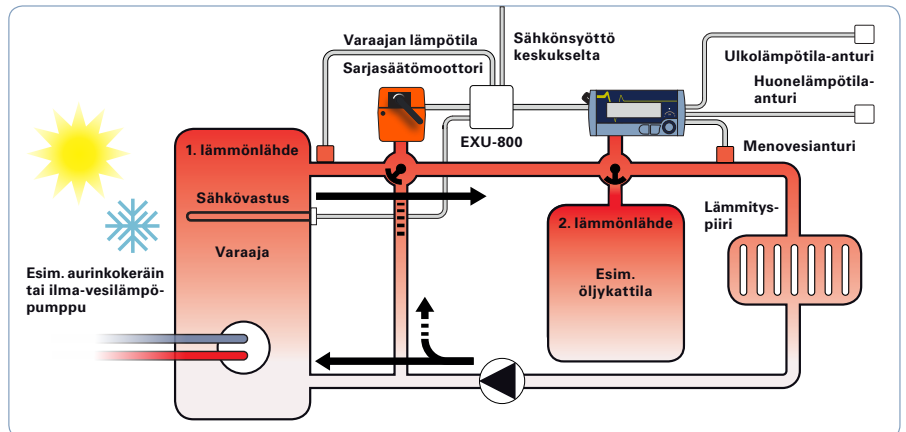 Varaajan lämpötila
Sarjasäätömoottori
Sähkönsyöttö
keskukselta
Ulkolämpötila-anturi
Huonelämpötila-
anturi
EXU-800
Menovesianturi
1. lämmönlähde
Sähkövastus
Varaaja
Lämmitys-
piiri
2. lämmönlähde
Esim.
öljykattila
Esim. aurinkokeräin
tai ilma-vesilämpö-
pumppu